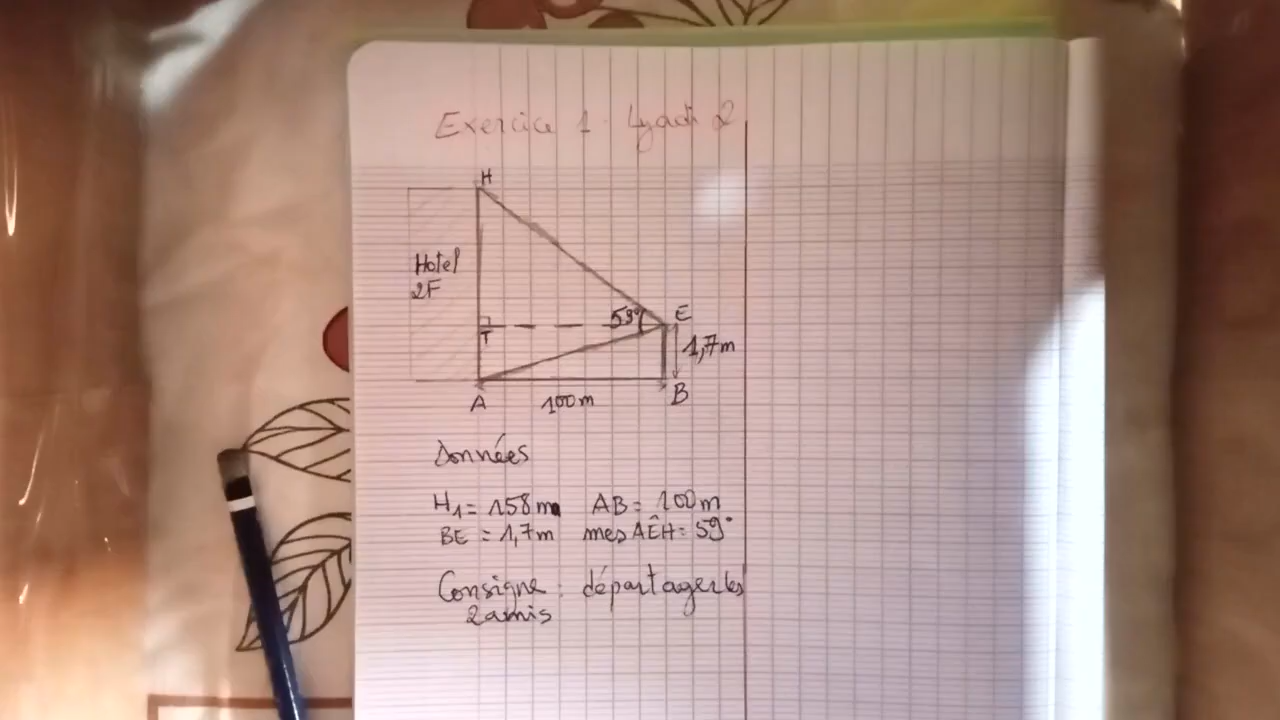 Exercice 1 : Lyadi 2
H
Hotel
2F
59°
E
T
1,7m
A
100m
B
Données
H1 = 158m AB = 100m
BE = 1,7m mes AÊH = 59°
Consigne : départager les
2 amis